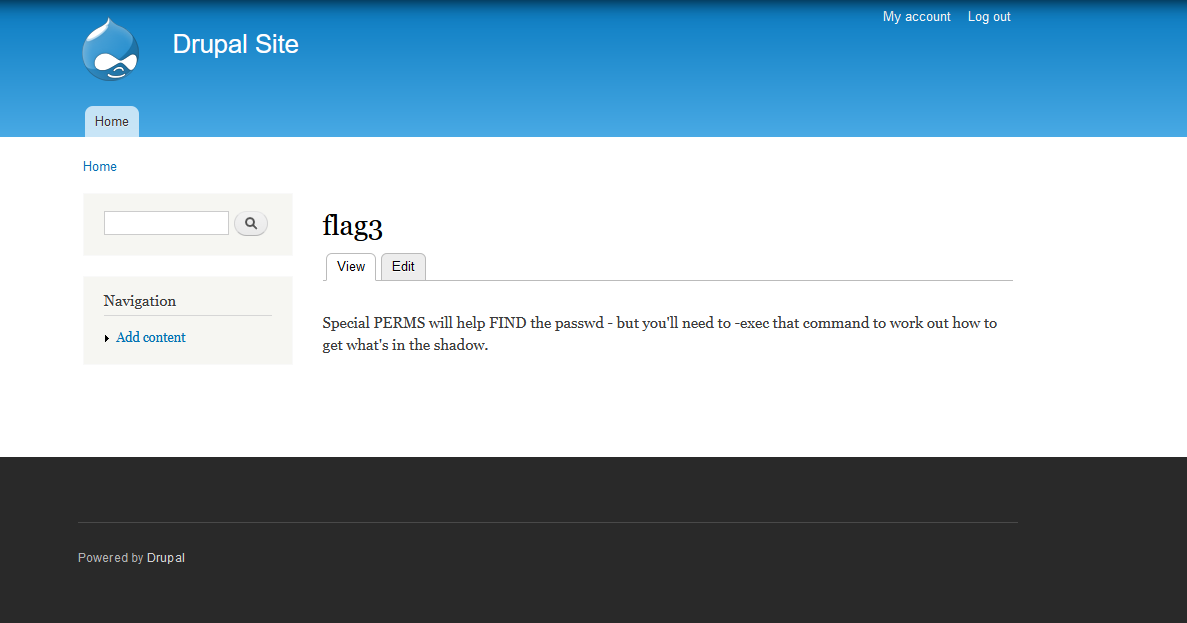 My account Log out
Drupal Site
Home
Home
flag3
View Edit
Navigation
Add content
Special PERMS will help FIND the passwd - but you'll need to -exec that command to work out how to
get what's in the shadow.
Powered by Drupal